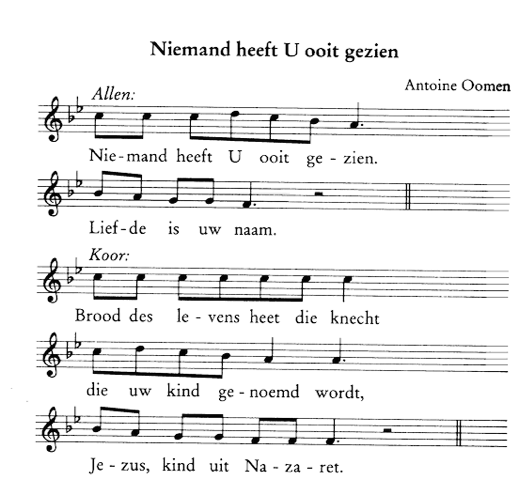 Niemand heeft U ooit gezien
Antoine Oomen
Allen:
Nie-mand heeft U ooit ge - zien.
Lief-de is uw naam.
Koor:
Brood des le - vens heet die knecht
die uw kind ge - noemd wordt,
Je - zus, kind uit Na - za - ret.